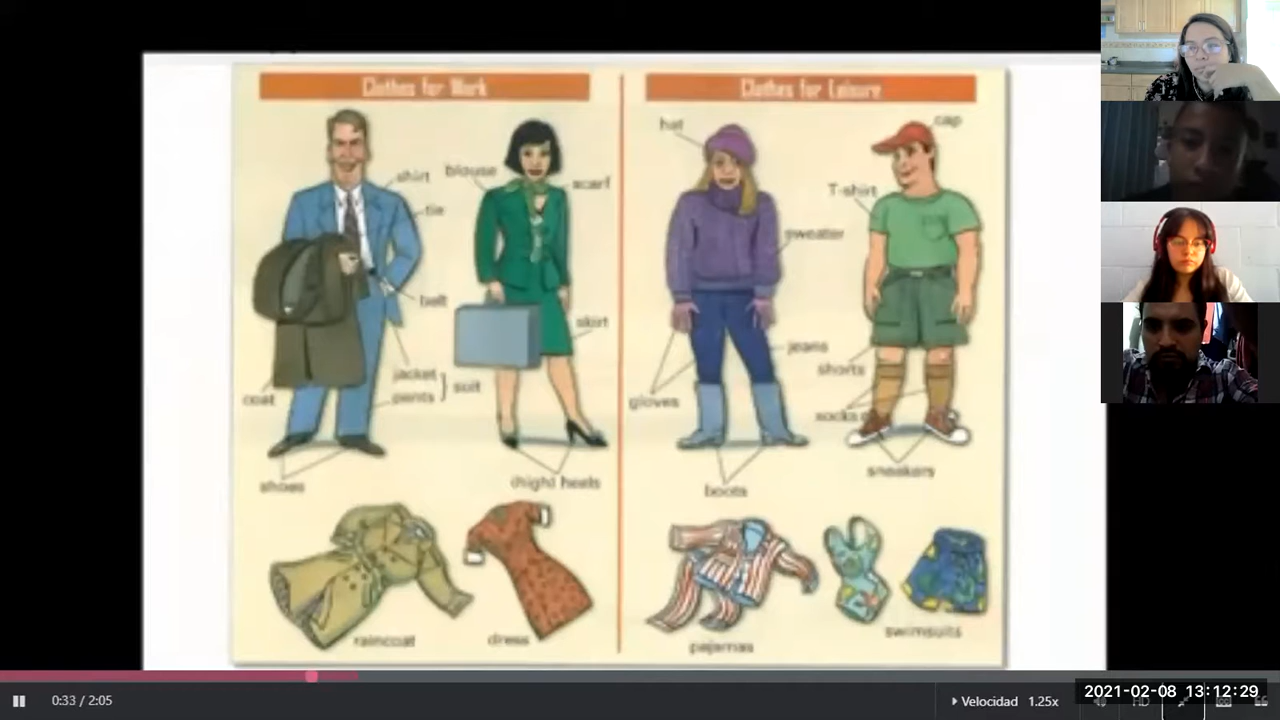 Clothes for Work
Clothes for Leisure
shirt
blouse
scarf
tie
belt
skirt
jacket
pants
suit
coat
shoes
(high) heels
raincoat
dress
hat
cap
T-shirt
sweater
jeans
shorts
gloves
socks
sneakers
boots
pajamas
swimsuits
0:33 / 2:05
Velocidad 1.25x
HD
2021-02-08 13:12:29